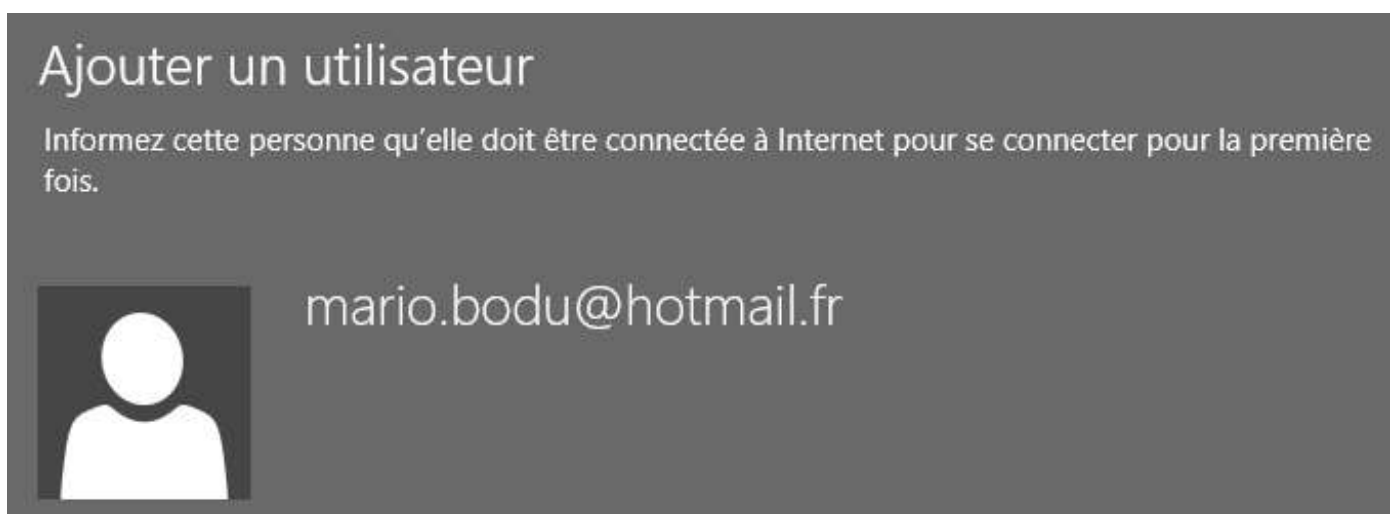 Ajouter un utilisateur
Informez cette personne qu’elle doit être connectée à Internet pour se connecter pour la première
fois.
mario.bodu@hotmail.fr